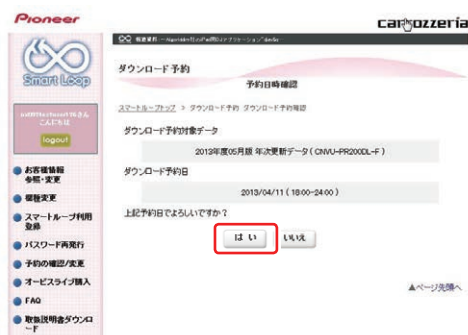 Pioneer
carrozzeria
Smart Loop
ダウンロード予約
予約日時確認
こんにちは
logout
スマートループトップ > ダウンロード予約 ダウンロード予約確認
ダウンロード予約対象データ
2013年度05月版 年次更新データ ( CNVU-PR200DL-F )
ダウンロード予約日
2013/04/11 ( 18:00-24:00 )
上記予約日でよろしいですか？
はい
いいえ
お客様情報
参照・変更
機種変更
スマートループ利用
登録
パスワード再発行
予約の確認/変更
オービスライブ購入
FAQ
取扱説明書ダウンロ
ード
▲ページ先頭へ